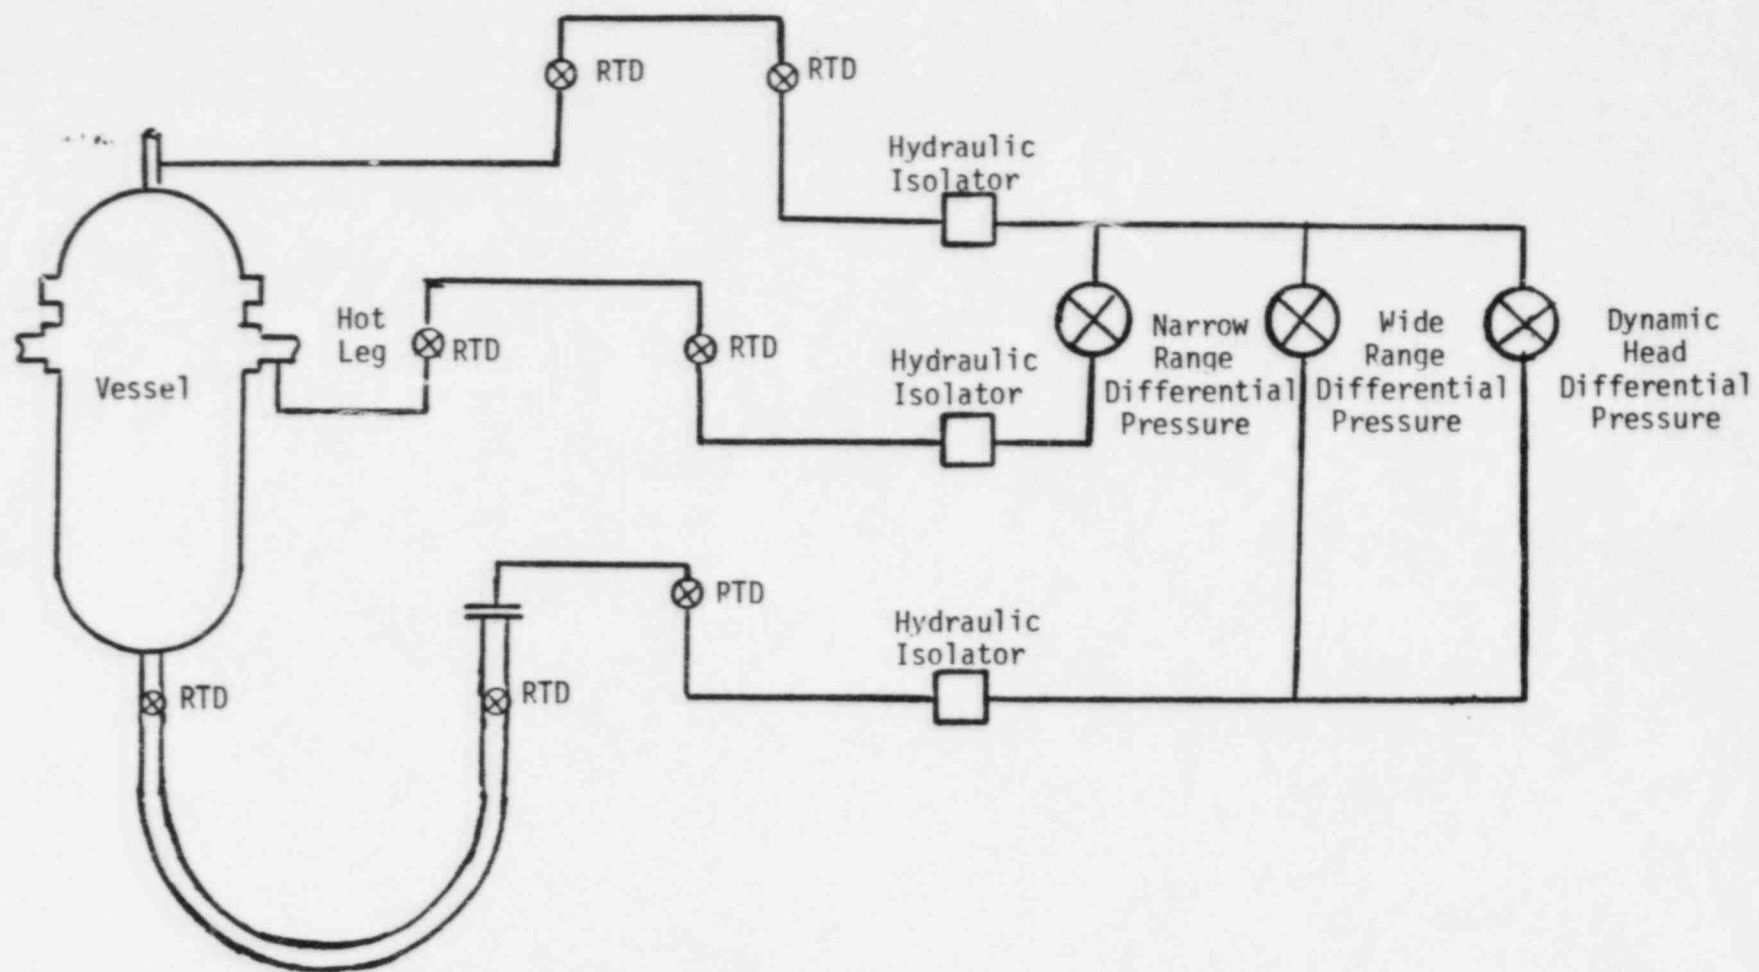 RTD
RTD
Hydraulic
Isolator
Hot
Leg
RTD
RTD
Hydraulic
Isolator
Narrow
Range
Differential
Pressure
Wide
Range
Differential
Pressure
Dynamic
Head
Differential
Pressure
Vessel
PTD
Hydraulic
Isolator
RTD
RTD